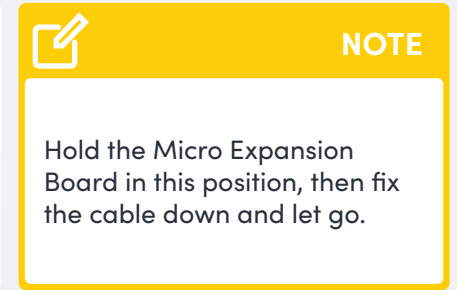 NOTE
Hold the Micro Expansion
Board in this position, then fix
the cable down and let go.